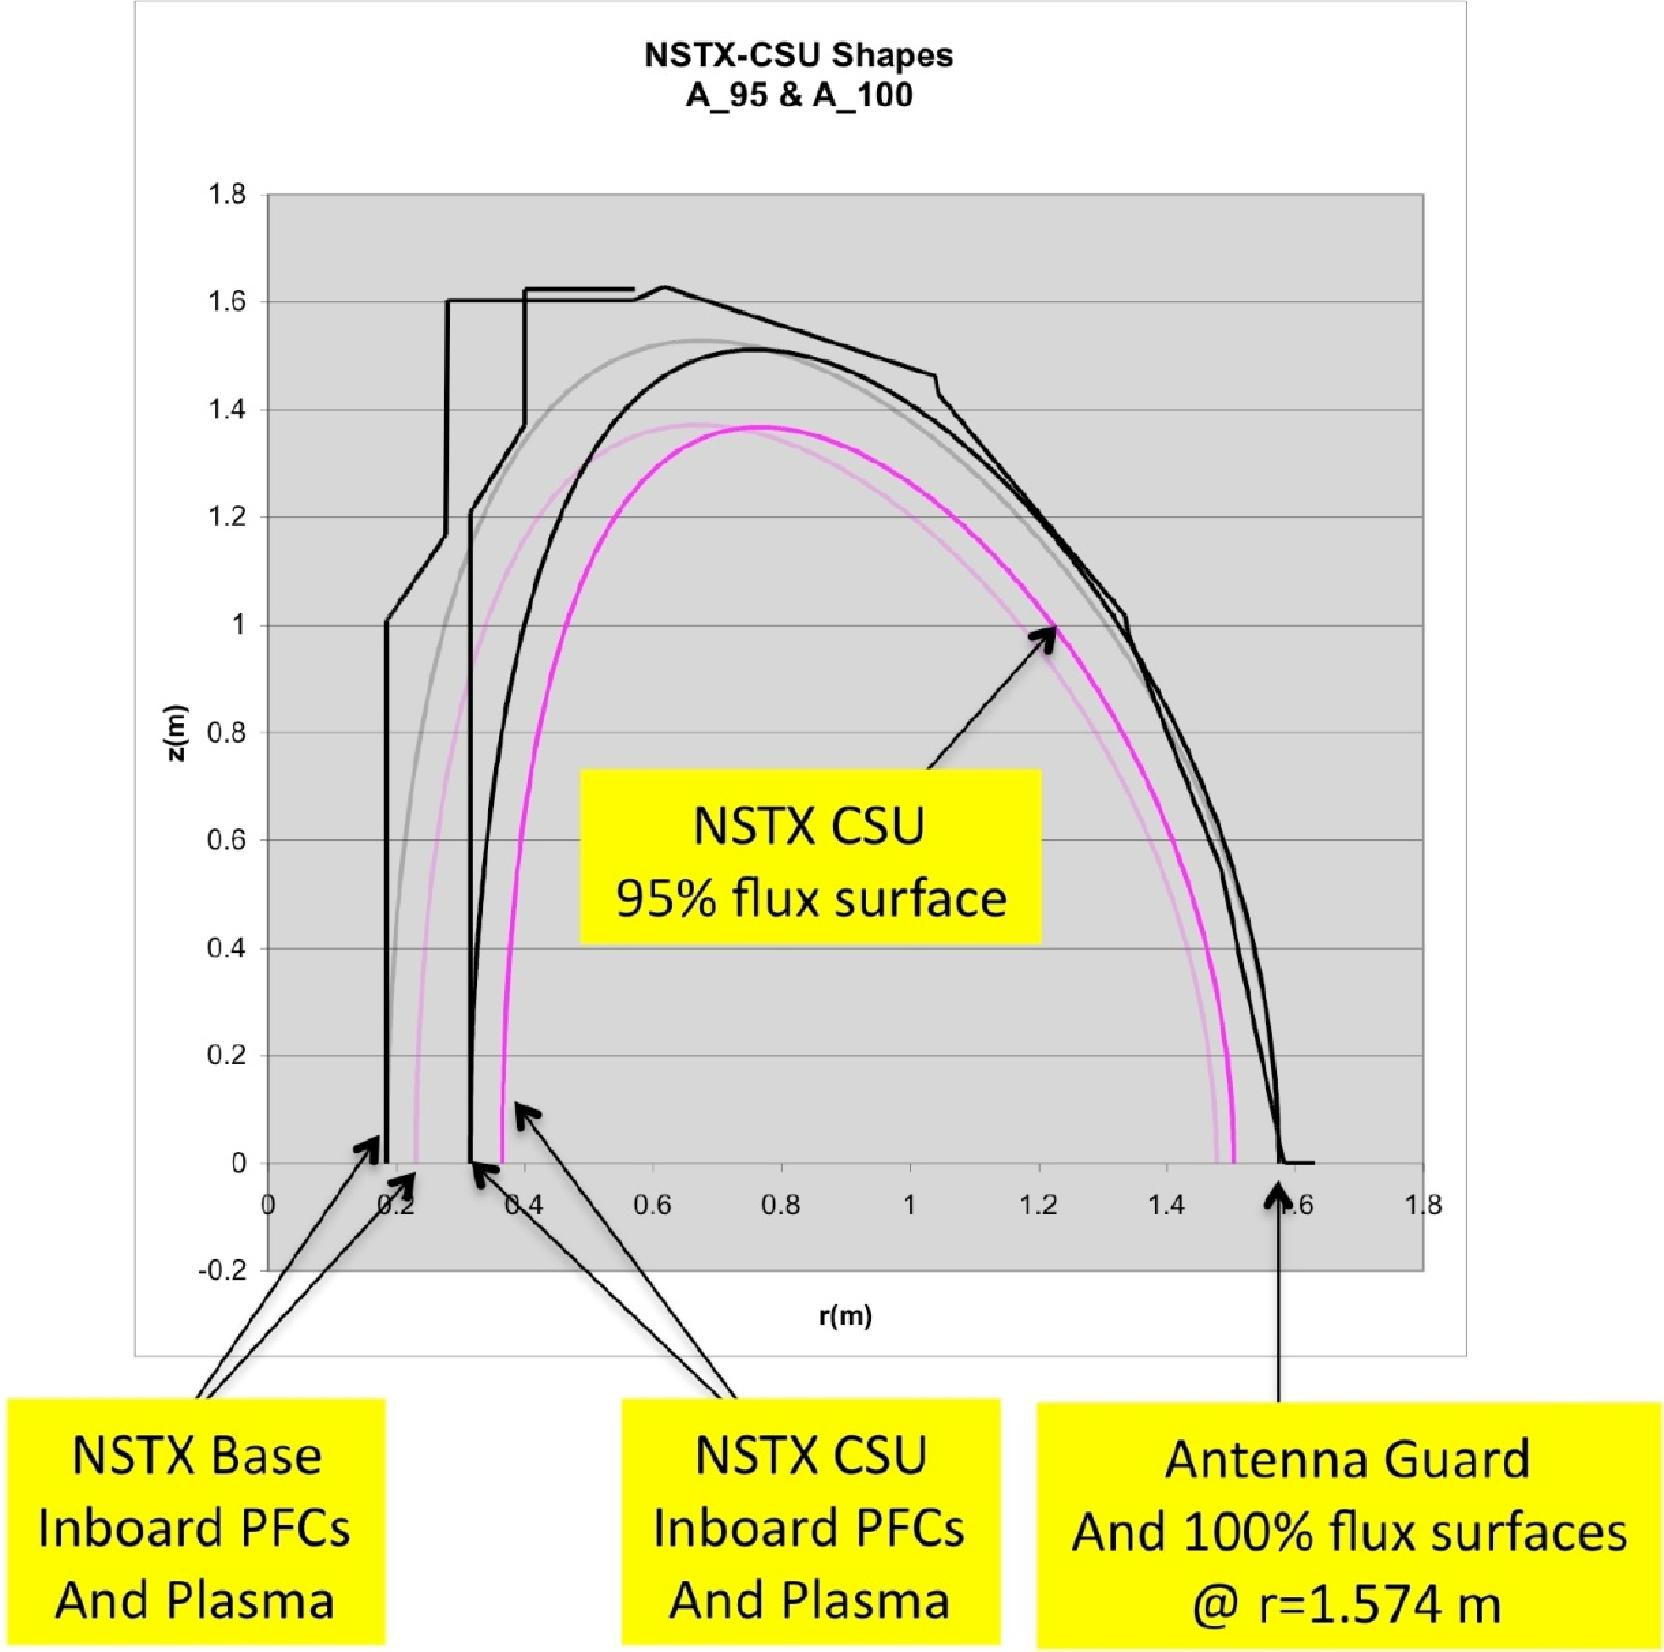 NSTX-CSU Shapes
A_95 & A_100
1.8
1.6
1.4
1.2
1
0.8
0.6
0.4
0.2
0
-0.2
z(m)
0 0.2 0.4 0.6 0.8 1 1.2 1.4 1.6 1.8
r(m)
NSTX CSU
95% flux surface
NSTX Base
Inboard PFCs
And Plasma
NSTX CSU
Inboard PFCs
And Plasma
Antenna Guard
And 100% flux surfaces
@ r=1.574 m